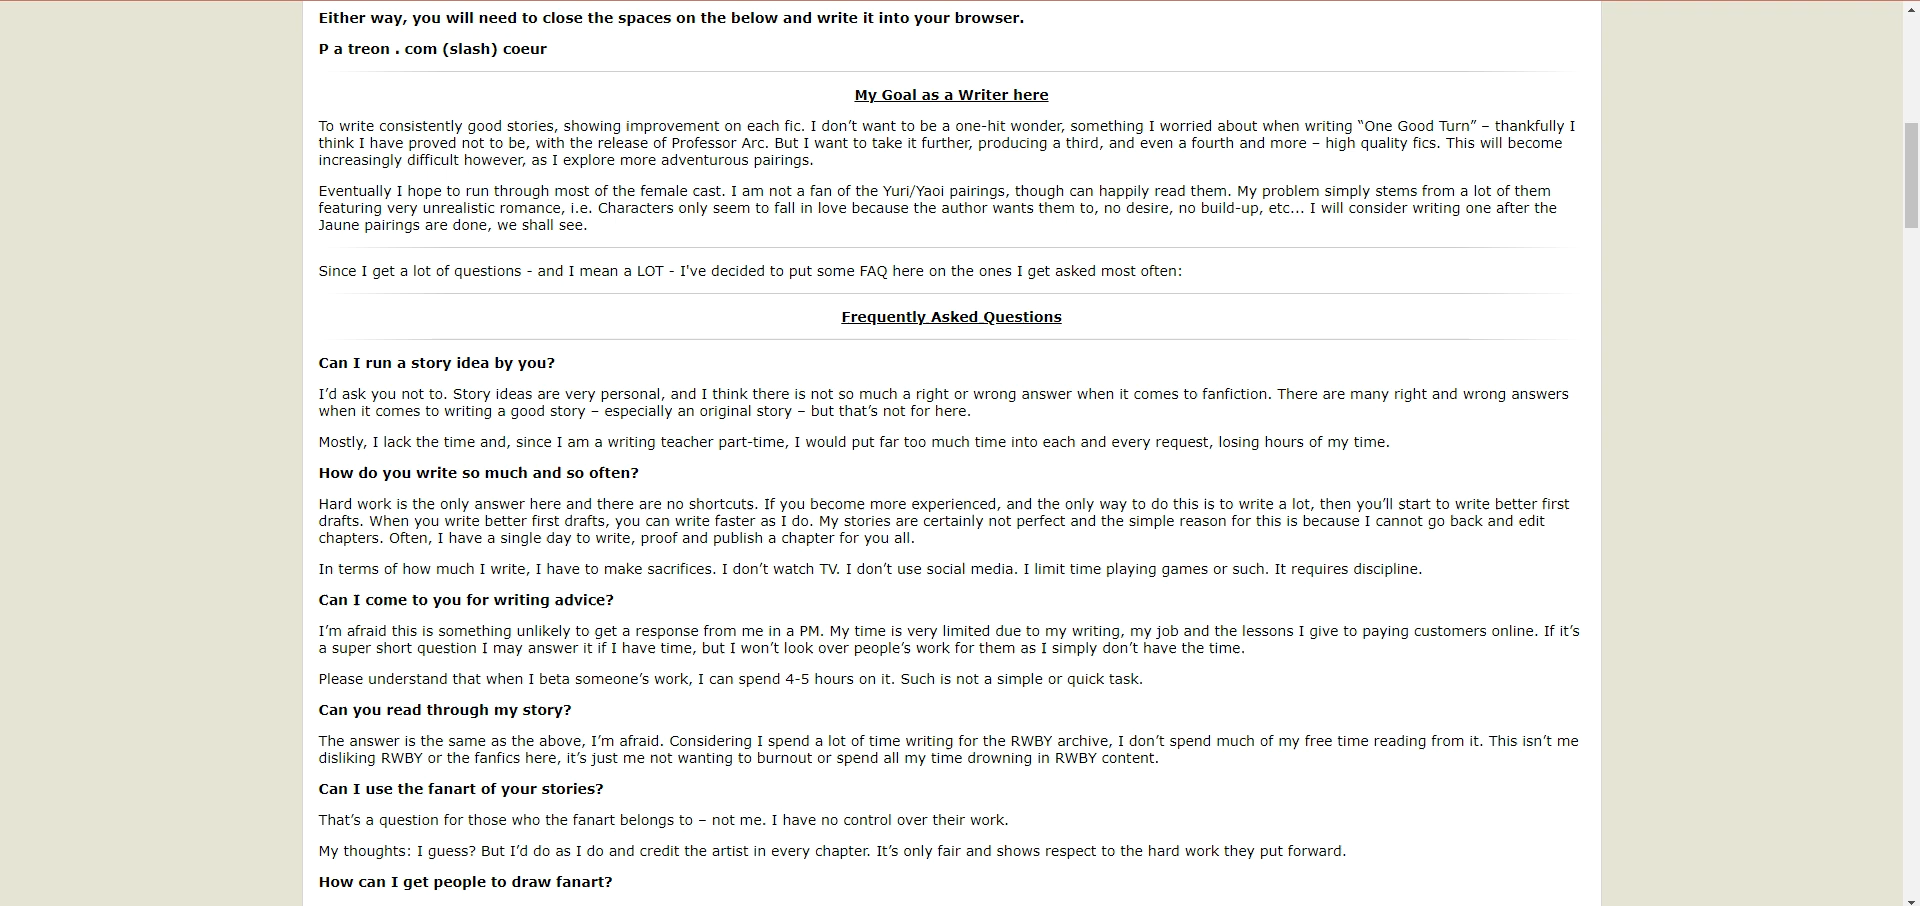 Either way, you will need to close the spaces on the below and write it into your browser.
P a treon . com (slash) coeur
My Goal as a Writer here
To write consistently good stories, showing improvement on each fic. I don’t want to be a one-hit wonder, something I worried about when writing “One Good Turn” – thankfully I
think I have proved not to be, with the release of Professor Arc. But I want to take it further, producing a third, and even a fourth and more – high quality fics. This will become
increasingly difficult however, as I explore more adventurous pairings.
Eventually I hope to run through most of the female cast. I am not a fan of the Yuri/Yaoi pairings, though can happily read them. My problem simply stems from a lot of them
featuring very unrealistic romance, i.e. Characters only seem to fall in love because the author wants them to, no desire, no build-up, etc... I will consider writing one after the
Jaune pairings are done, we shall see.
Since I get a lot of questions - and I mean a LOT - I've decided to put some FAQ here on the ones I get asked most often:
Frequently Asked Questions
Can I run a story idea by you?
I’d ask you not to. Story ideas are very personal, and I think there is not so much a right or wrong answer when it comes to fanfiction. There are many right and wrong answers
when it comes to writing a good story – especially an original story – but that’s not for here.
Mostly, I lack the time and, since I am a writing teacher part-time, I would put far too much time into each and every request, losing hours of my time.
How do you write so much and so often?
Hard work is the only answer here and there are no shortcuts. If you become more experienced, and the only way to do this is to write a lot, then you’ll start to write better first
drafts. When you write better first drafts, you can write faster as I do. My stories are certainly not perfect and the simple reason for this is because I cannot go back and edit
chapters. Often, I have a single day to write, proof and publish a chapter for you all.
In terms of how much I write, I have to make sacrifices. I don’t watch TV. I don’t use social media. I limit time playing games or such. It requires discipline.
Can I come to you for writing advice?
I’m afraid this is something unlikely to get a response from me in a PM. My time is very limited due to my writing, my job and the lessons I give to paying customers online. If it’s
a super short question I may answer it if I have time, but I won’t look over people’s work for them as I simply don’t have the time.
Please understand that when I beta someone’s work, I can spend 4-5 hours on it. Such is not a simple or quick task.
Can you read through my story?
The answer is the same as the above, I’m afraid. Considering I spend a lot of time writing for the RWBY archive, I don’t spend much of my free time reading from it. This isn’t me
disliking RWBY or the fanfics here, it’s just me not wanting to burnout or spend all my time drowning in RWBY content.
Can I use the fanart of your stories?
That’s a question for those who the fanart belongs to – not me. I have no control over their work.
My thoughts: I guess? But I’d do as I do and credit the artist in every chapter. It’s only fair and shows respect to the hard work they put forward.
How can I get people to draw fanart?